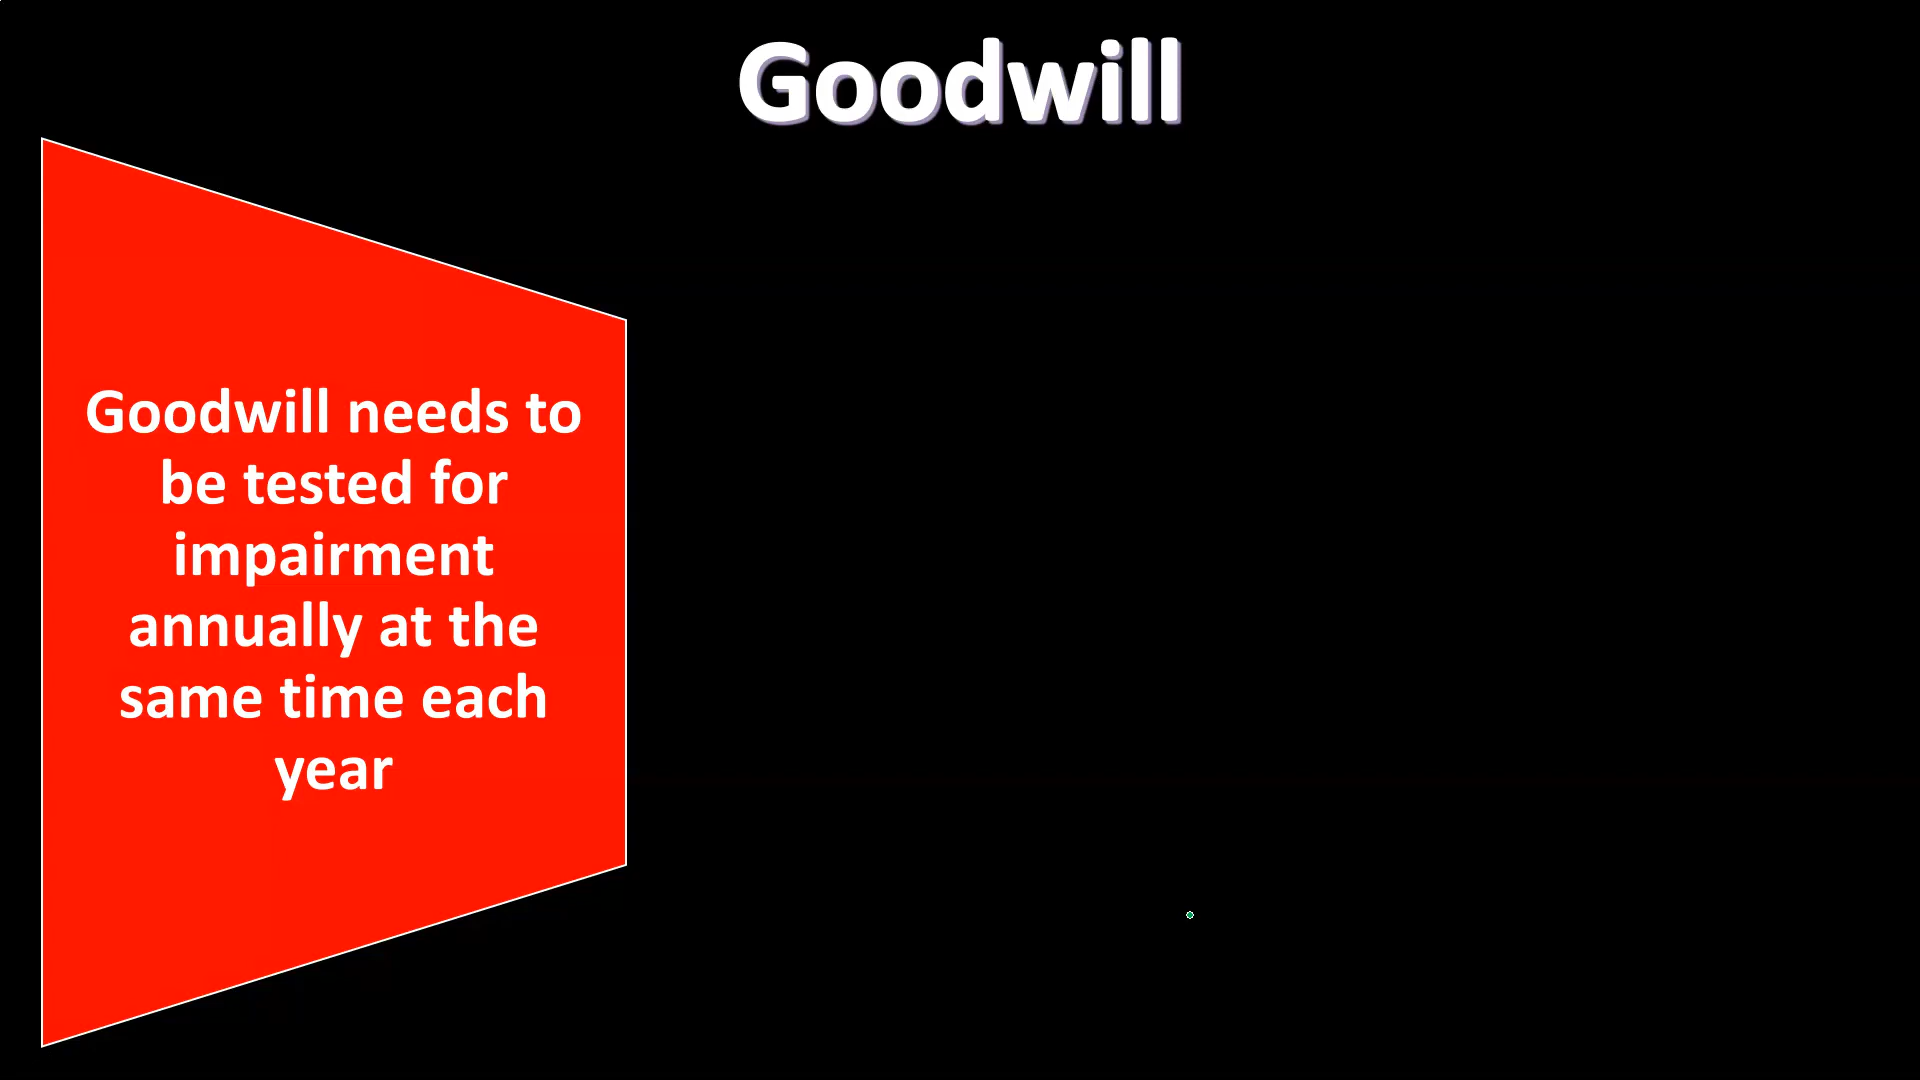 Goodwill
Goodwill needs to
be tested for
impairment
annually at the
same time each
year